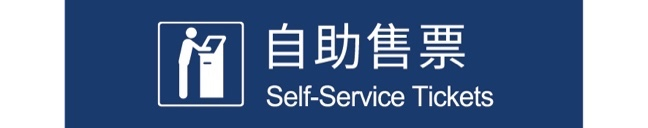 自助售票
Self-Service Tickets